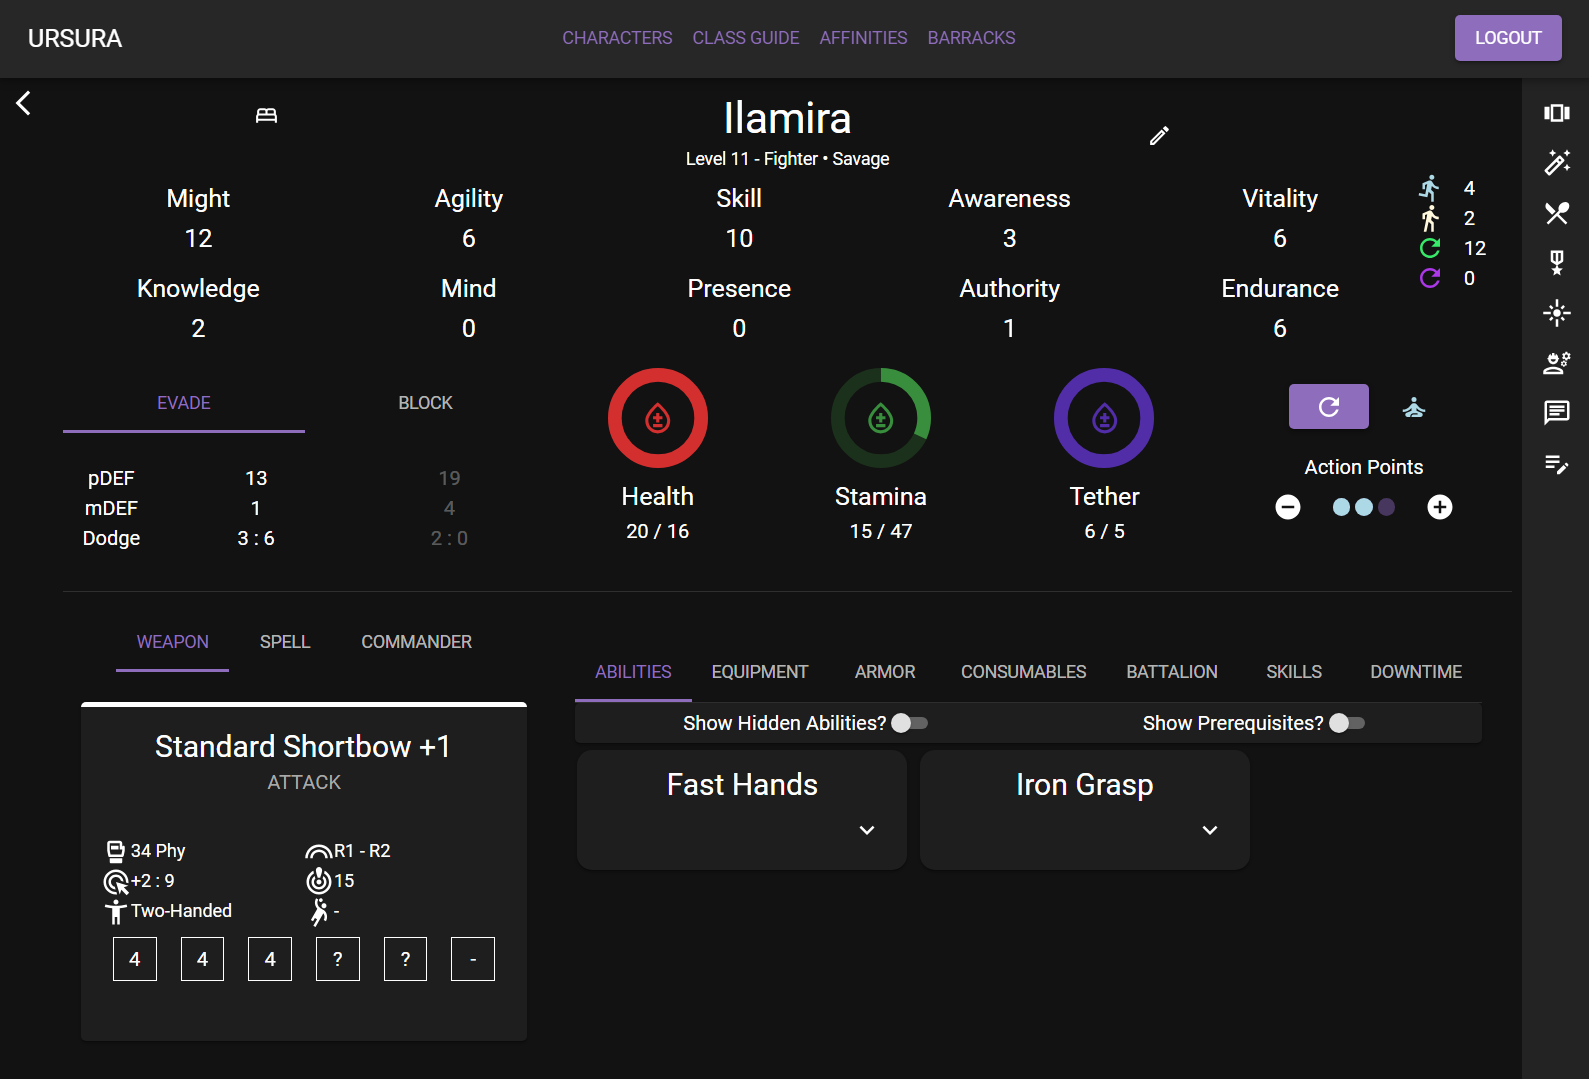 URSURA
CHARACTERS CLASS GUIDE AFFINITIES BARRACKS
LOGOUT
Ilamira
Level 11 - Fighter • Savage
Might Agility Skill Awareness Vitality
12 6 10 3 6
Knowledge Mind Presence Authority Endurance
2 0 0 1 6
4
2
12
0
EVADE BLOCK
pDEF 13 19
mDEF 1 4
Dodge 3 : 6 2 : 0
Health Stamina Tether
20 / 16 15 / 47 6 / 5
Action Points
WEAPON SPELL COMMANDER
Standard Shortbow +1
ATTACK
34 Phy R1 - R2
+2 : 9 15
Two-Handed -
4 4 4 ? ? -
ABILITIES EQUIPMENT ARMOR CONSUMABLES BATTALION SKILLS DOWNTIME
Show Hidden Abilities? Show Prerequisites?
Fast Hands Iron Grasp